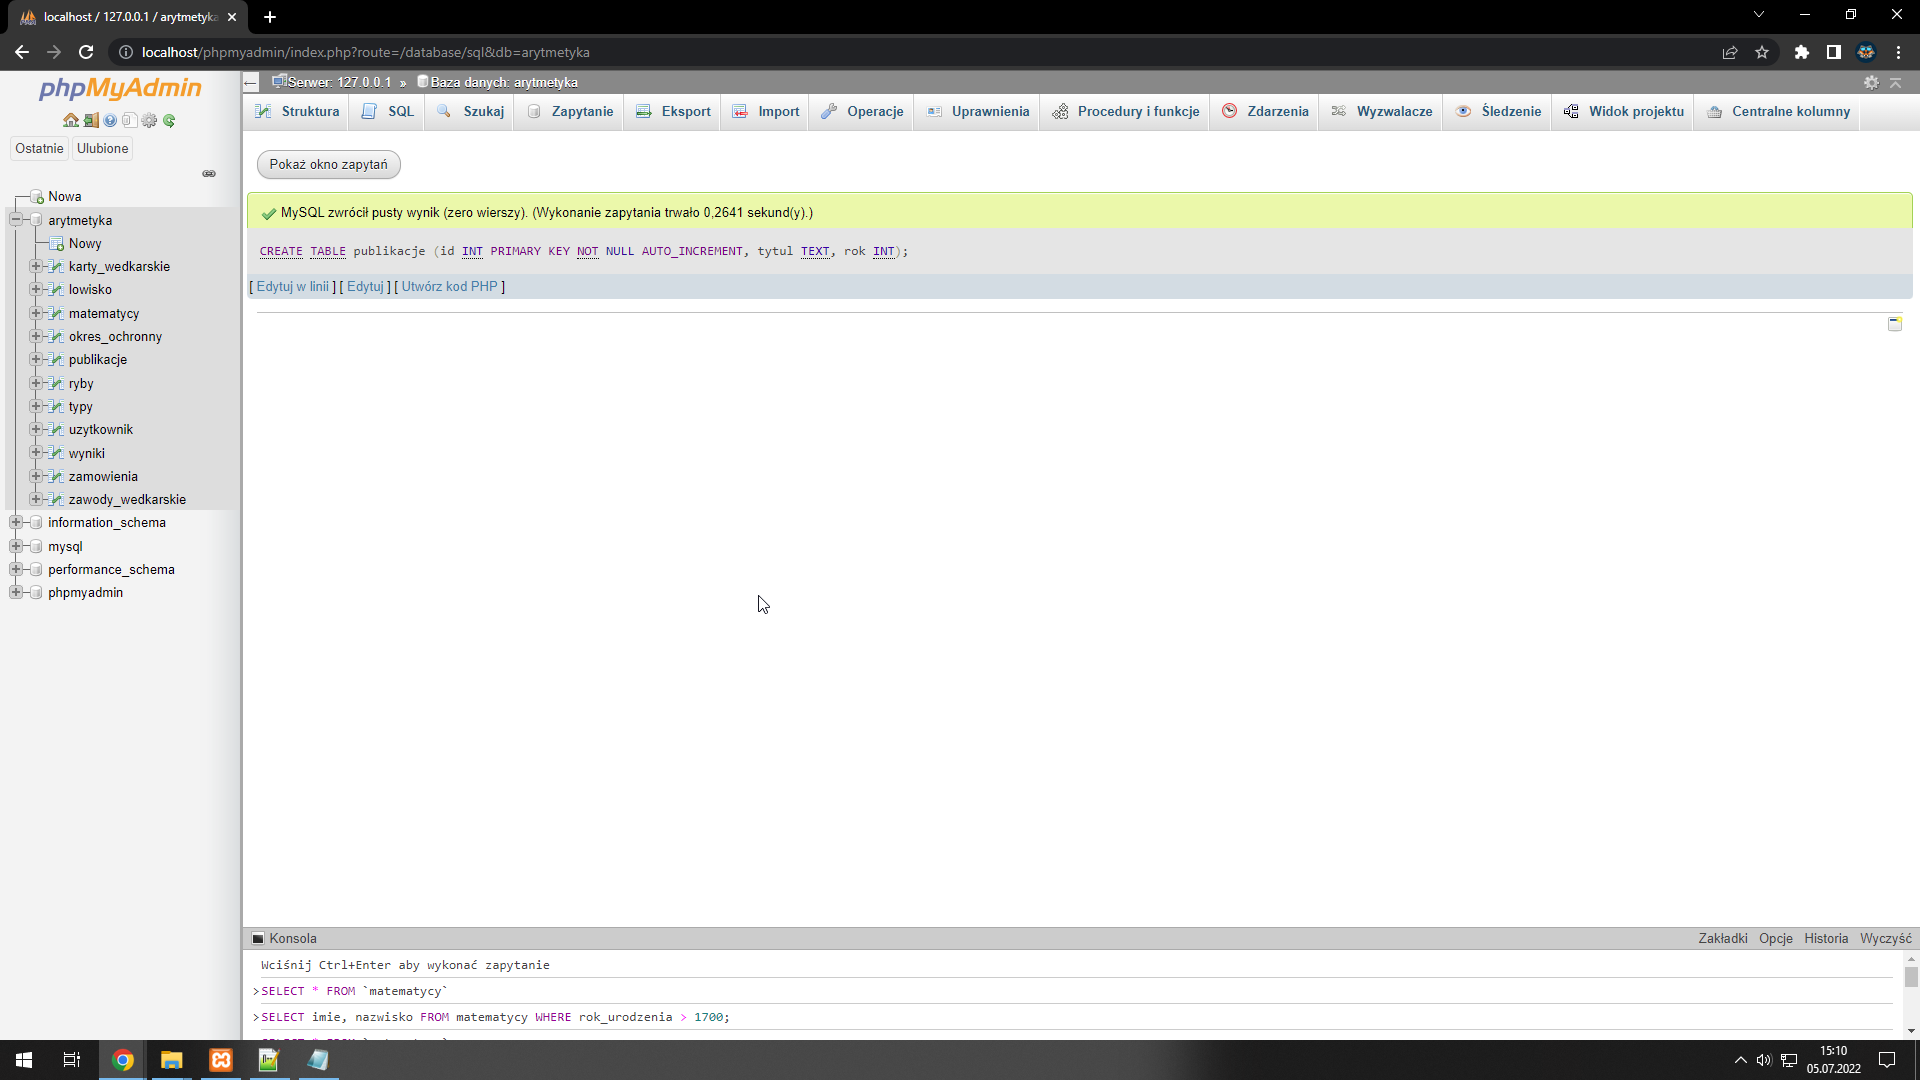 localhost / 127.0.0.1 / arytmetyka
localhost/phpmyadmin/index.php?route=/database/sql&db=arytmetyka
phpMyAdmin
Ostatnie
Ulubione
Nowa
arytmetyka
Nowy
karty_wedkarskie
lowisko
matematycy
okres_ochronny
publikacje
ryby
typy
uzytkownik
wyniki
zamowienia
zawody_wedkarskie
information_schema
mysql
performance_schema
phpmyadmin
Serwer: 127.0.0.1 » Baza danych: arytmetyka
Struktura SQL Szukaj Zapytanie Eksport Import Operacje Uprawnienia Procedury i funkcje Zdarzenia Wyzwalacze Śledzenie Widok projektu Centralne kolumny
Pokaż okno zapytań
MySQL zwrócił pusty wynik (zero wierszy). (Wykonanie zapytania trwało 0,2641 sekund(y).)
CREATE TABLE publikacje (id INT PRIMARY KEY NOT NULL AUTO_INCREMENT, tytul TEXT, rok INT);
[ Edytuj w linii ] [ Edytuj ] [ Utwórz kod PHP ]
Konsola
Zakładki Opcje Historia Wyczyść
Wciśnij Ctrl+Enter aby wykonać zapytanie
>SELECT * FROM `matematycy`
>SELECT imie, nazwisko FROM matematycy WHERE rok_urodzenia > 1700;
15:10
05.07.2022